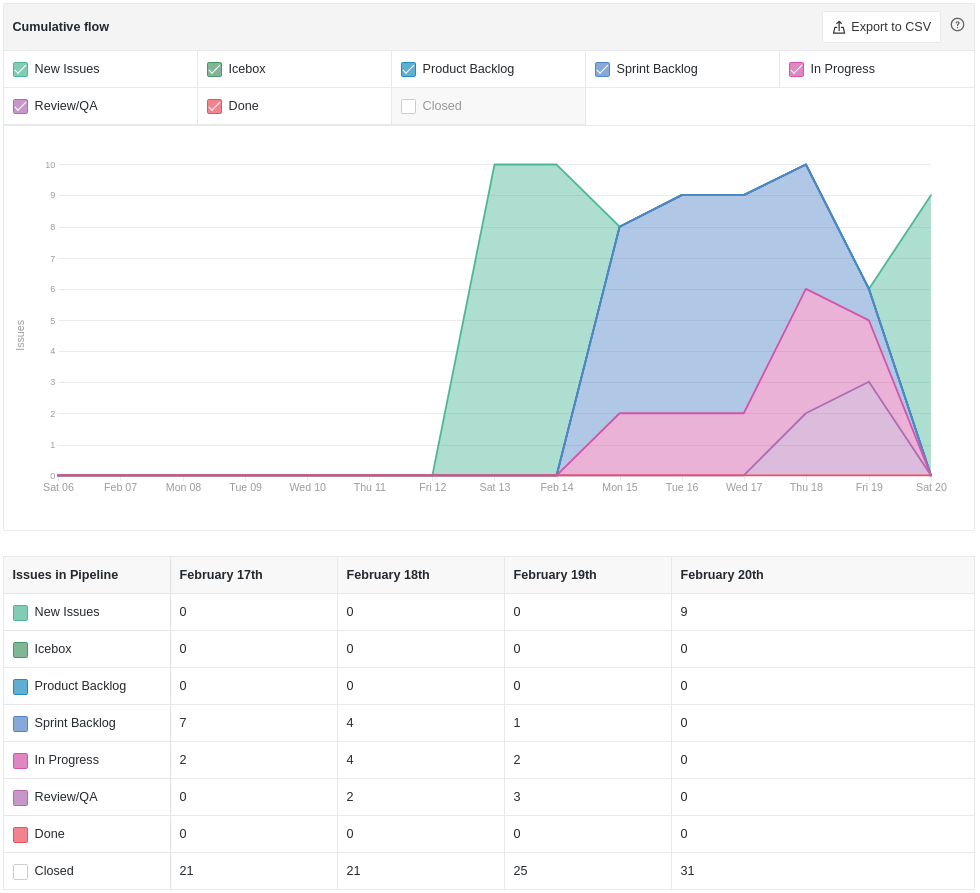 Cumulative flow Export to CSV
New Issues Icebox Product Backlog Sprint Backlog In Progress
Review/QA Done Closed
10
9
8
7
6
5
4
3
2
1
0
Issues
Sat 06 Feb 07 Mon 08 Tue 09 Wed 10 Thu 11 Fri 12 Sat 13 Feb 14 Mon 15 Tue 16 Wed 17 Thu 18 Fri 19 Sat 20
Issues in Pipeline February 17th February 18th February 19th February 20th
New Issues 0 0 0 9
Icebox 0 0 0 0
Product Backlog 0 0 0 0
Sprint Backlog 7 4 1 0
In Progress 2 4 2 0
Review/QA 0 2 3 0
Done 0 0 0 0
Closed 21 21 25 31